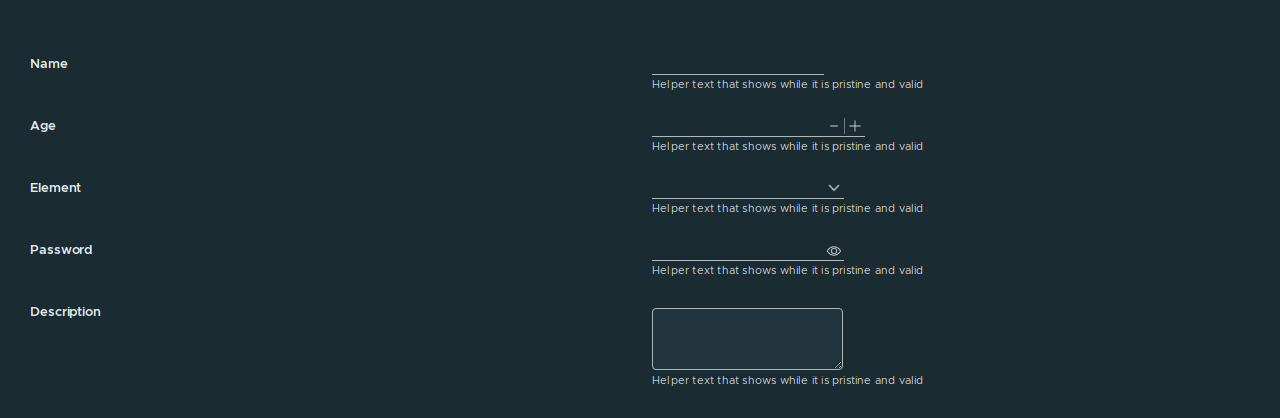 Name
Helper text that shows while it is pristine and valid
Age
Helper text that shows while it is pristine and valid
Element
Helper text that shows while it is pristine and valid
Password
Helper text that shows while it is pristine and valid
Description
Helper text that shows while it is pristine and valid